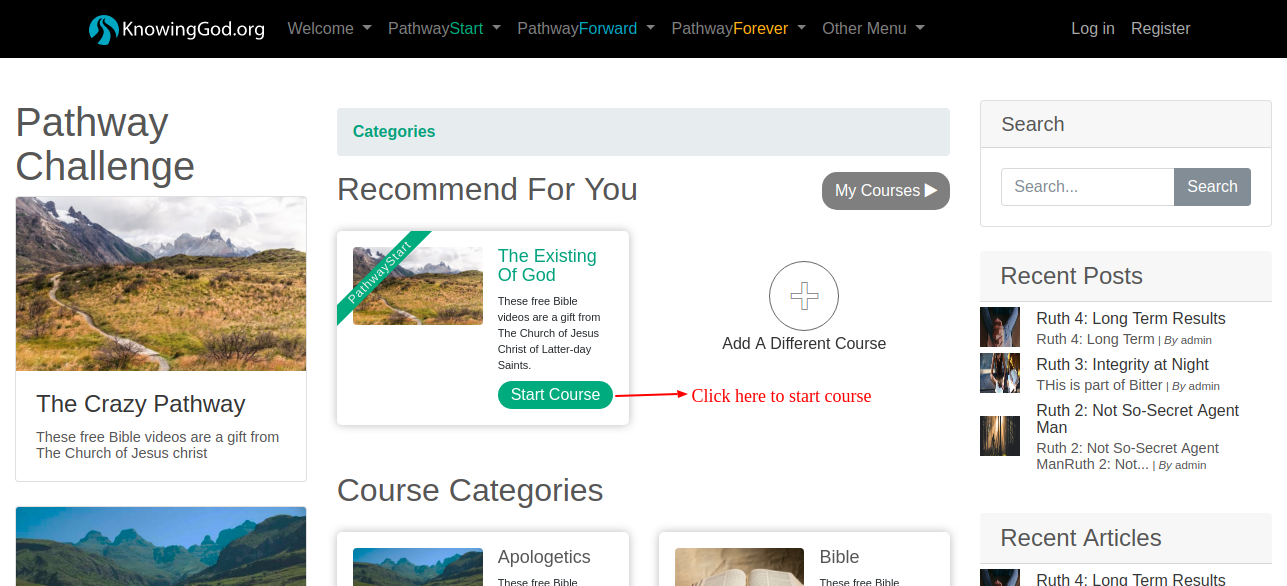 KnowingGod.org
Welcome
PathwayStart
PathwayForward
PathwayForever
Other Menu
Log in
Register
Pathway
Challenge
The Crazy Pathway
These free Bible videos are a gift from
The Church of Jesus christ
Categories
Recommend For You
My Courses
PathwayStart
The Existing
Of God
These free Bible
videos are a gift from
The Church of Jesus
Christ of Latter-day
Saints.
Start Course
Add A Different Course
Click here to start course
Course Categories
Apologetics
These free Bible
Bible
These free Bible
Search
Search...
Search
Recent Posts
Ruth 4: Long Term Results
Ruth 4: Long Term | By admin
Ruth 3: Integrity at Night
THis is part of Bitter | By admin
Ruth 2: Not So-Secret Agent
Man
Ruth 2: Not So-Secret Agent
ManRuth 2: Not... | By admin
Recent Articles
Ruth 4: Long Term Results